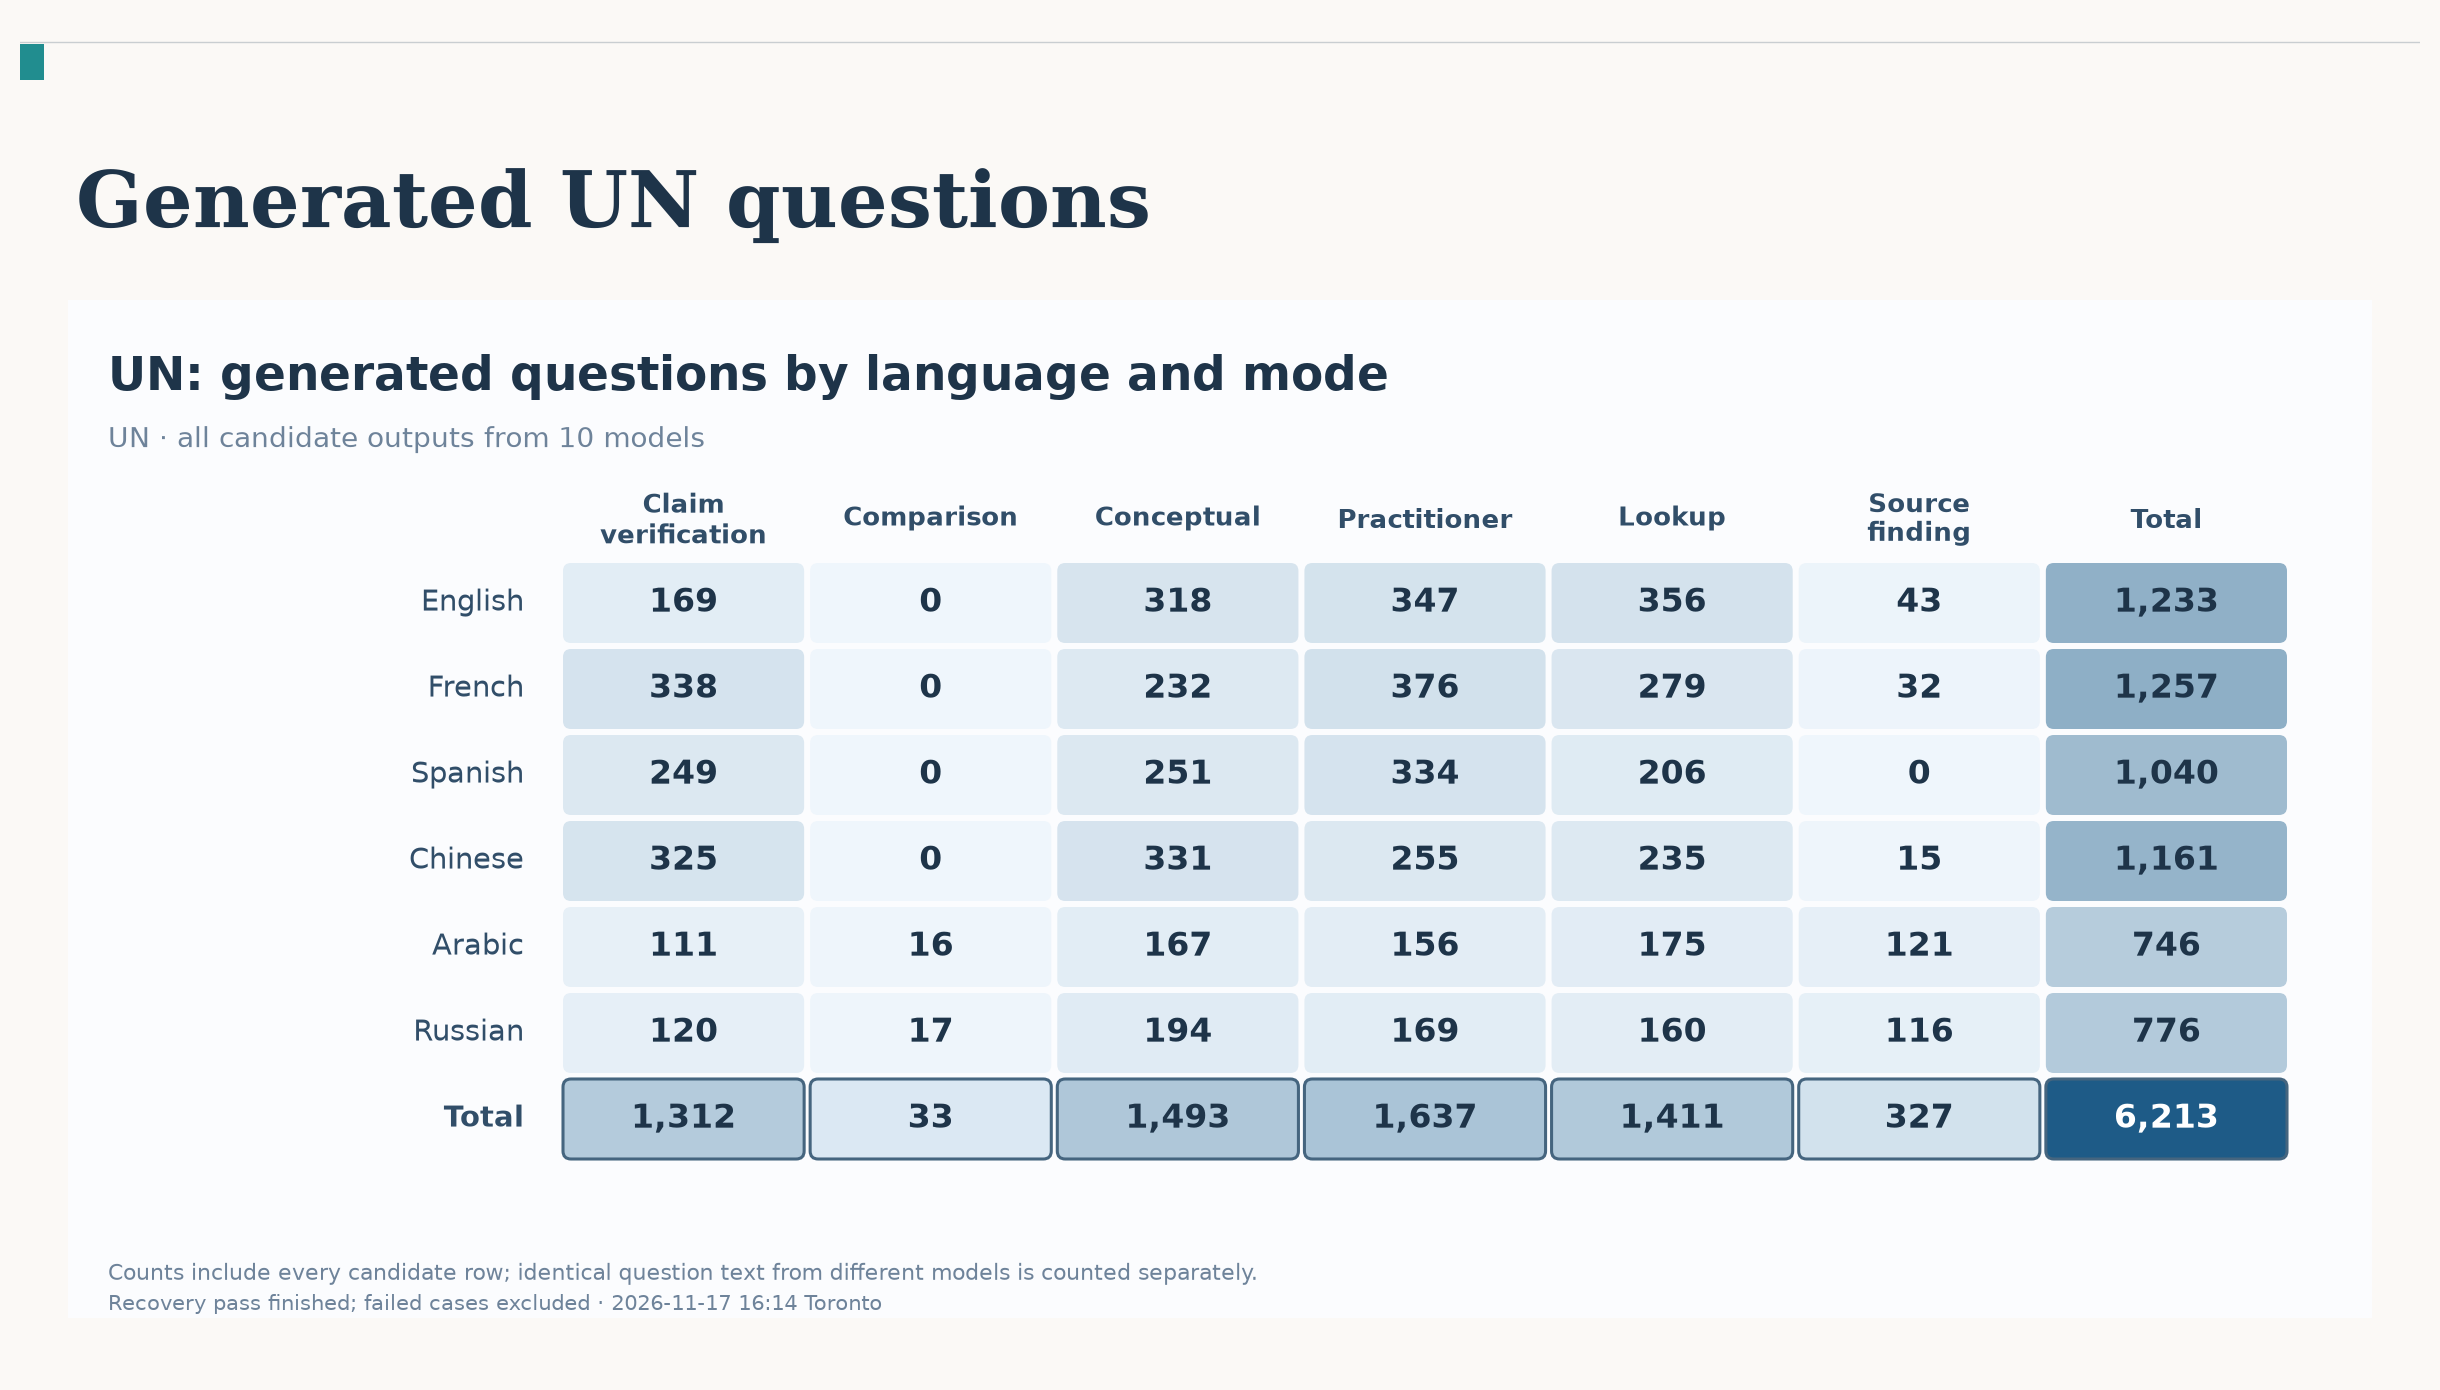 Generated UN questions
UN: generated questions by language and mode
UN · all candidate outputs from 10 models
Claim verification Comparison Conceptual Practitioner Lookup Source finding Total
English 169 0 318 347 356 43 1,233
French 338 0 232 376 279 32 1,257
Spanish 249 0 251 334 206 0 1,040
Chinese 325 0 331 255 235 15 1,161
Arabic 111 16 167 156 175 121 746
Russian 120 17 194 169 160 116 776
Total 1,312 33 1,493 1,637 1,411 327 6,213
Counts include every candidate row; identical question text from different models is counted separately.
Recovery pass finished; failed cases excluded · 2026-11-17 16:14 Toronto